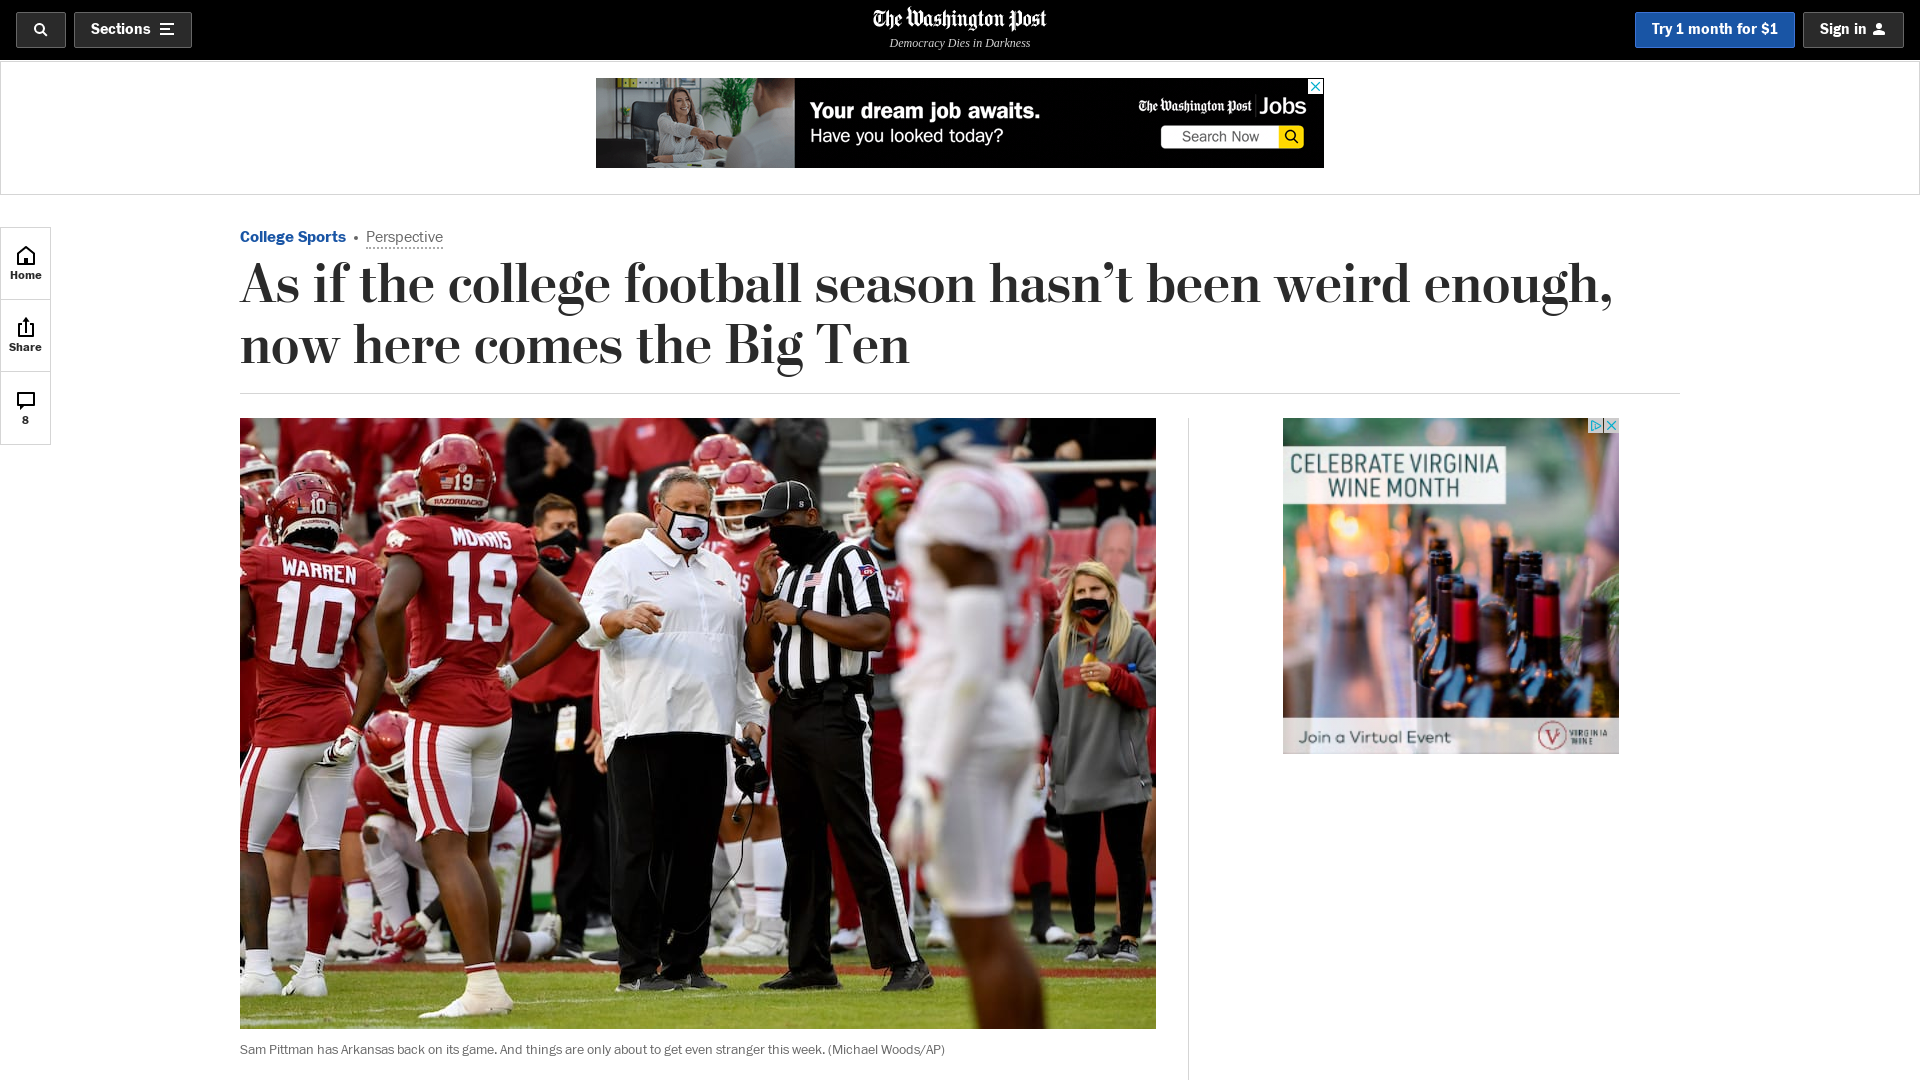 Sections
The Washington Post
Democracy Dies in Darkness
Try 1 month for $1
Sign in
Your dream job awaits.
Have you looked today?
The Washington Post Jobs
Search Now
Home
Share
8
College Sports • Perspective
As if the college football season hasn’t been weird enough,
now here comes the Big Ten
10
RAZORBACKS
19
WARREN
10
MORRIS
19
CELEBRATE VIRGINIA
WINE MONTH
Join a Virtual Event
V VIRGINIA
WINE
Sam Pittman has Arkansas back on its game. And things are only about to get even stranger this week. (Michael Woods/AP)